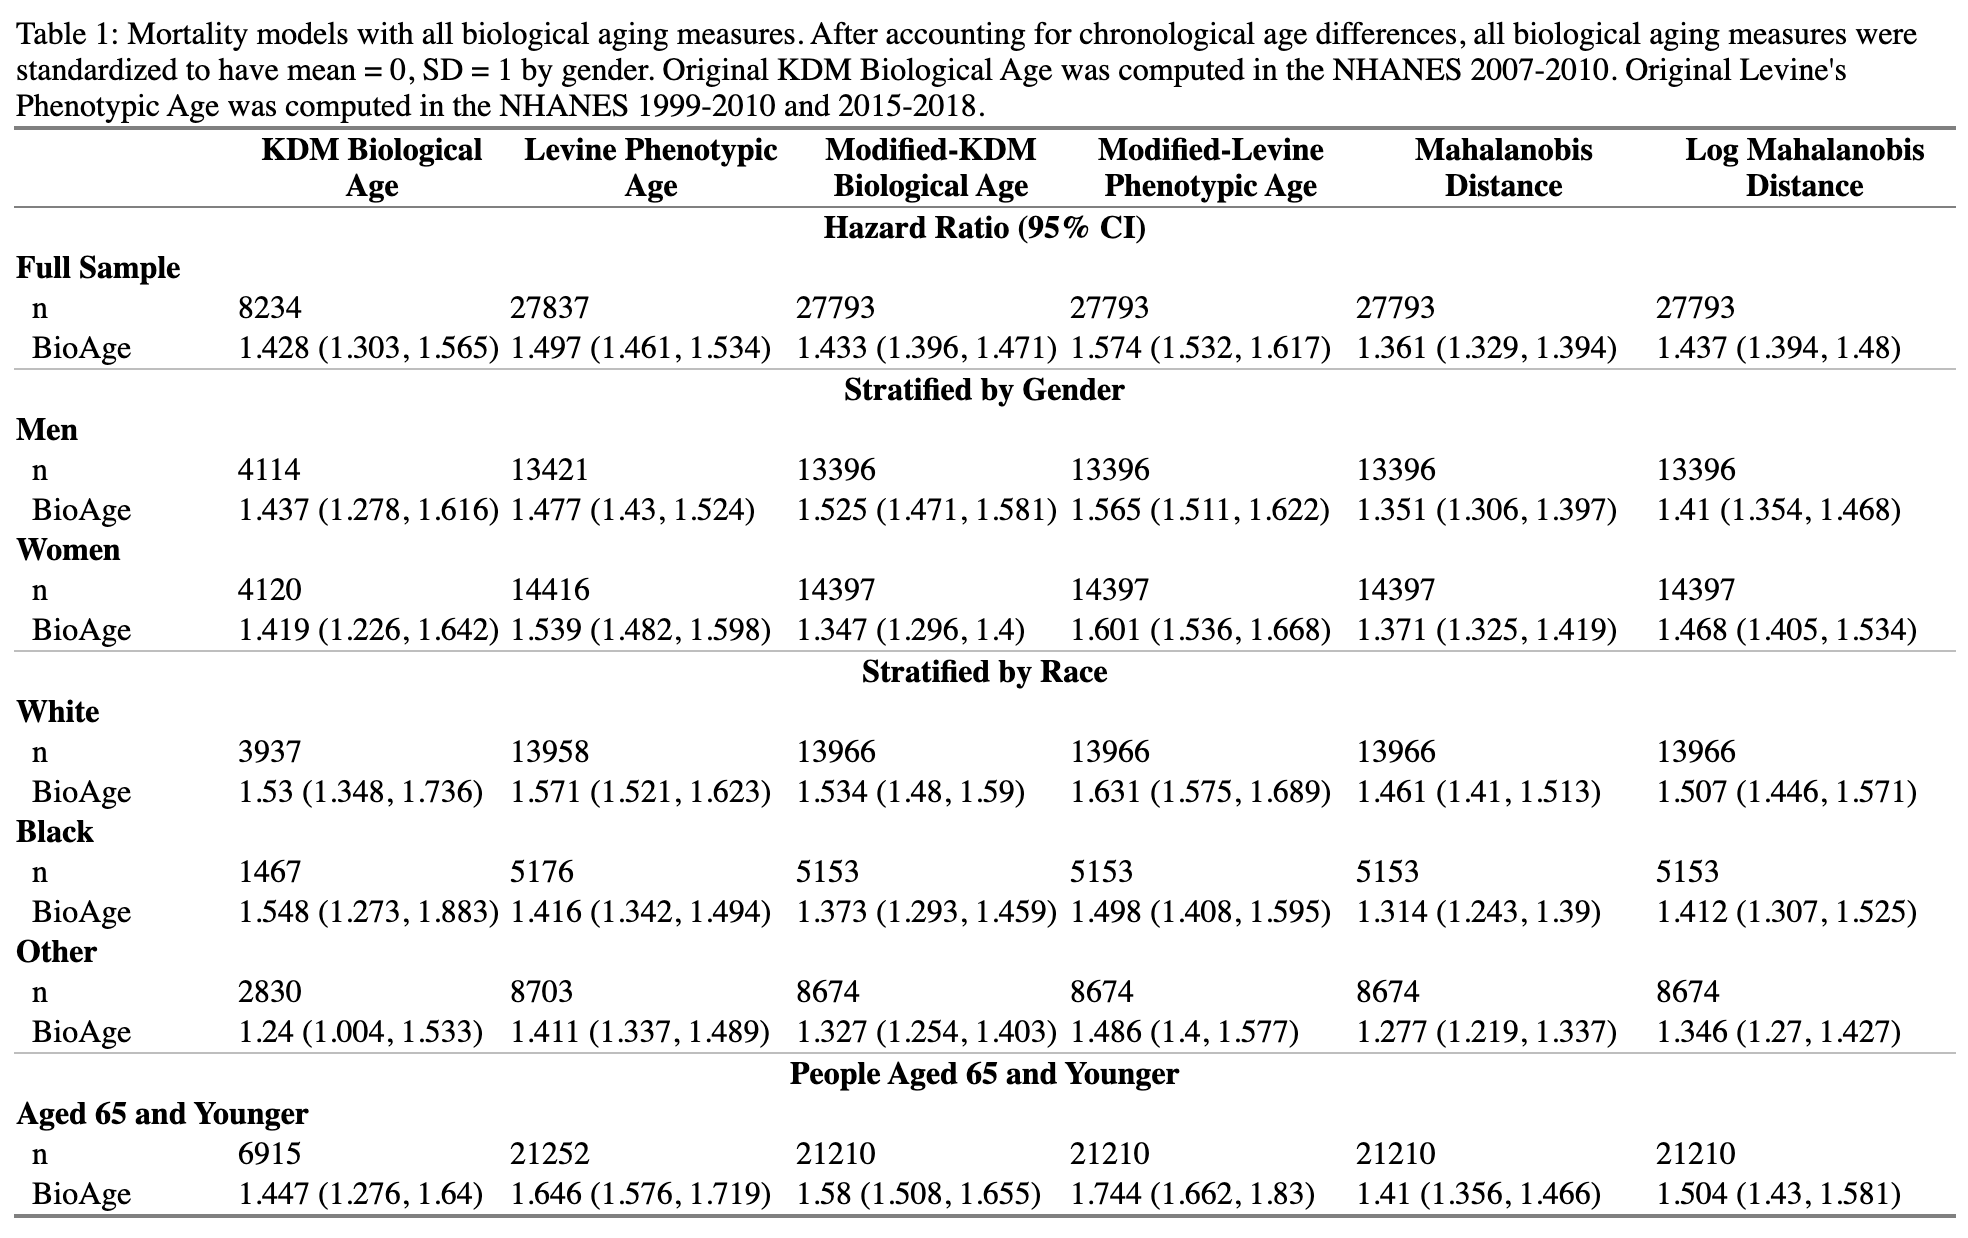 Table 1: Mortality models with all biological aging measures. After accounting for chronological age differences, all biological aging measures were
standardized to have mean = 0, SD = 1 by gender. Original KDM Biological Age was computed in the NHANES 2007-2010. Original Levine's
Phenotypic Age was computed in the NHANES 1999-2010 and 2015-2018.
KDM Biological Levine Phenotypic Modified-KDM Modified-Levine Mahalanobis Log Mahalanobis
Age Age Biological Age Phenotypic Age Distance Distance
Hazard Ratio (95% CI)
Full Sample
n 8234 27837 27793 27793 27793 27793
BioAge 1.428 (1.303, 1.565) 1.497 (1.461, 1.534) 1.433 (1.396, 1.471) 1.574 (1.532, 1.617) 1.361 (1.329, 1.394) 1.437 (1.394, 1.48)
Stratified by Gender
Men
n 4114 13421 13396 13396 13396 13396
BioAge 1.437 (1.278, 1.616) 1.477 (1.43, 1.524) 1.525 (1.471, 1.581) 1.565 (1.511, 1.622) 1.351 (1.306, 1.397) 1.41 (1.354, 1.468)
Women
n 4120 14416 14397 14397 14397 14397
BioAge 1.419 (1.226, 1.642) 1.539 (1.482, 1.598) 1.347 (1.296, 1.4) 1.601 (1.536, 1.668) 1.371 (1.325, 1.419) 1.468 (1.405, 1.534)
Stratified by Race
White
n 3937 13958 13966 13966 13966 13966
BioAge 1.53 (1.348, 1.736) 1.571 (1.521, 1.623) 1.534 (1.48, 1.59) 1.631 (1.575, 1.689) 1.461 (1.41, 1.513) 1.507 (1.446, 1.571)
Black
n 1467 5176 5153 5153 5153 5153
BioAge 1.548 (1.273, 1.883) 1.416 (1.342, 1.494) 1.373 (1.293, 1.459) 1.498 (1.408, 1.595) 1.314 (1.243, 1.39) 1.412 (1.307, 1.525)
Other
n 2830 8703 8674 8674 8674 8674
BioAge 1.24 (1.004, 1.533) 1.411 (1.337, 1.489) 1.327 (1.254, 1.403) 1.486 (1.4, 1.577) 1.277 (1.219, 1.337) 1.346 (1.27, 1.427)
People Aged 65 and Younger
Aged 65 and Younger
n 6915 21252 21210 21210 21210 21210
BioAge 1.447 (1.276, 1.64) 1.646 (1.576, 1.719) 1.58 (1.508, 1.655) 1.744 (1.662, 1.83) 1.41 (1.356, 1.466) 1.504 (1.43, 1.581)